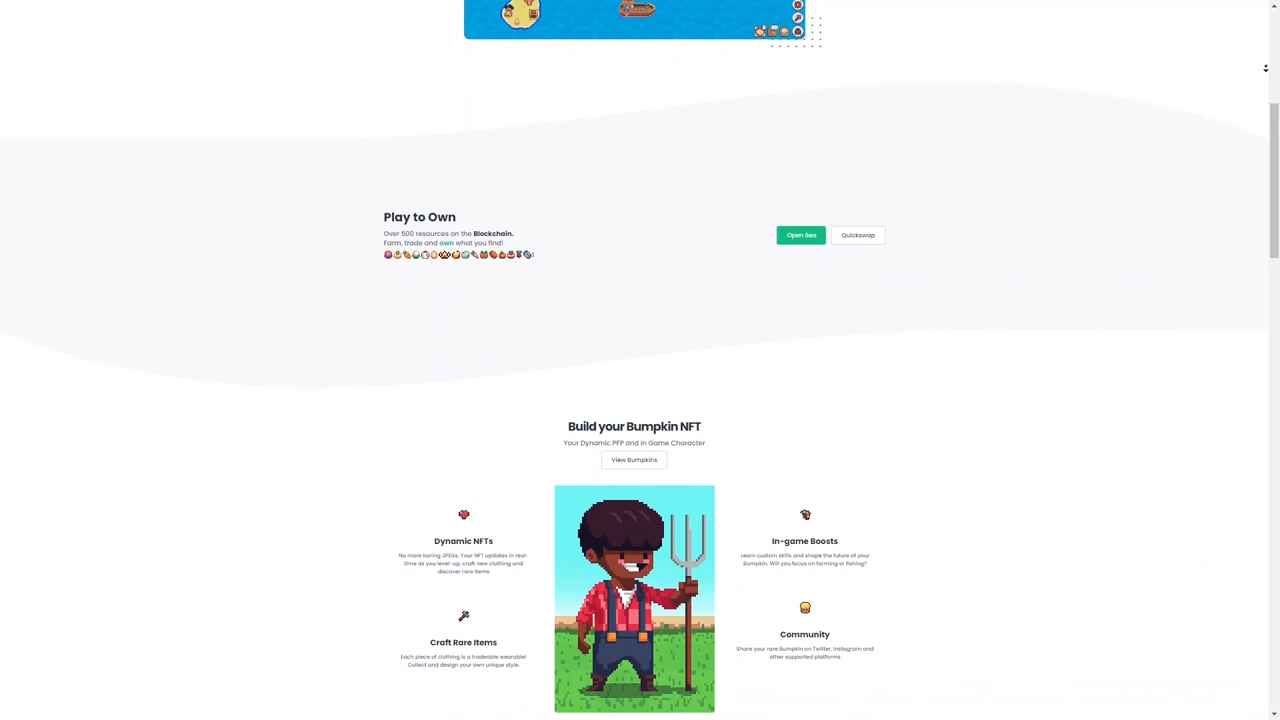 Play to Own
Over 500 resources on the Blockchain.
Farm, trade and own what you find!
Open Sea
Quickswap
Build your Bumpkin NFT
Your Dynamic PFP and In Game Character
View Bumpkins
Dynamic NFTs
No more boring JPEGs. Your NFT updates in real-
time as you level-up, craft new clothing and
discover rare items
In-game Boosts
Learn custom skills and shape the future of your
Bumpkin. Will you focus on farming or fishing?
Craft Rare Items
Each piece of clothing is a tradeable wearable!
Collect and design your own unique style.
Community
Share your rare Bumpkin on Twitter, Instagram and
other supported platforms